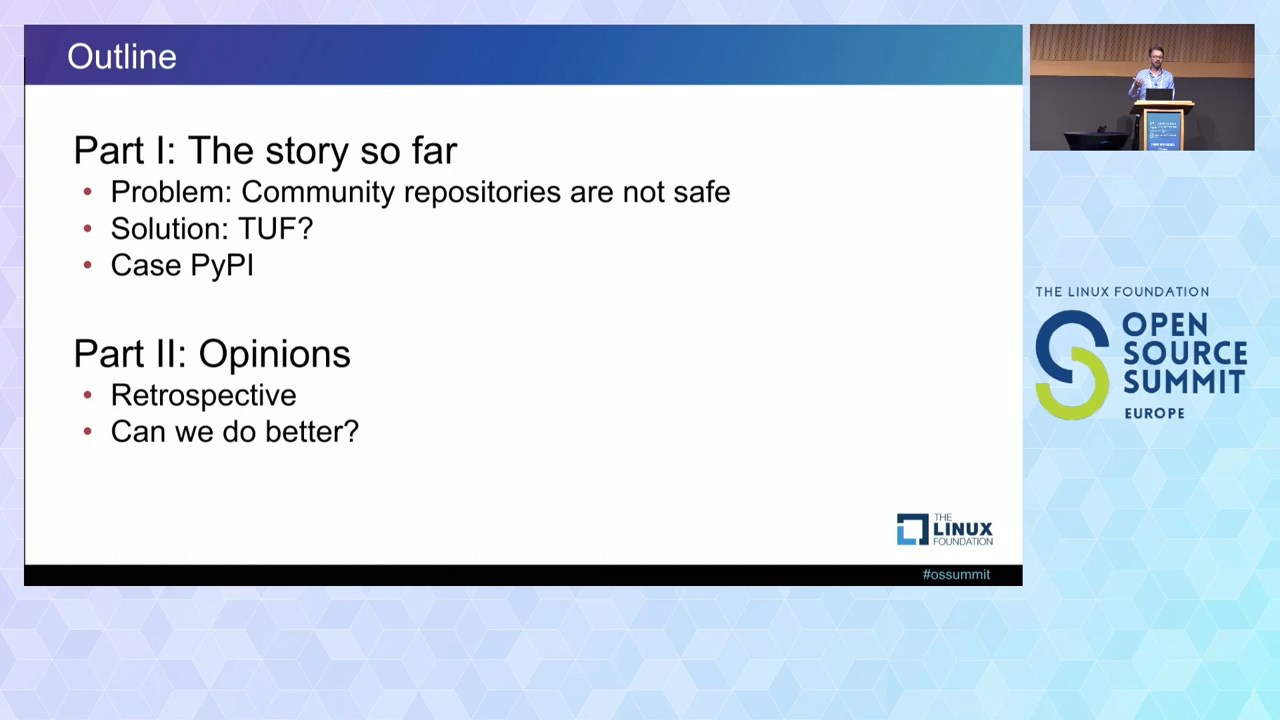 Outline
Part I: The story so far
• Problem: Community repositories are not safe
• Solution: TUF?
• Case PyPI
Part II: Opinions
• Retrospective
• Can we do better?
THE
LINUX
FOUNDATION
#ossummit
THE LINUX FOUNDATION
OPEN
SOURCE
SUMMIT
EUROPE